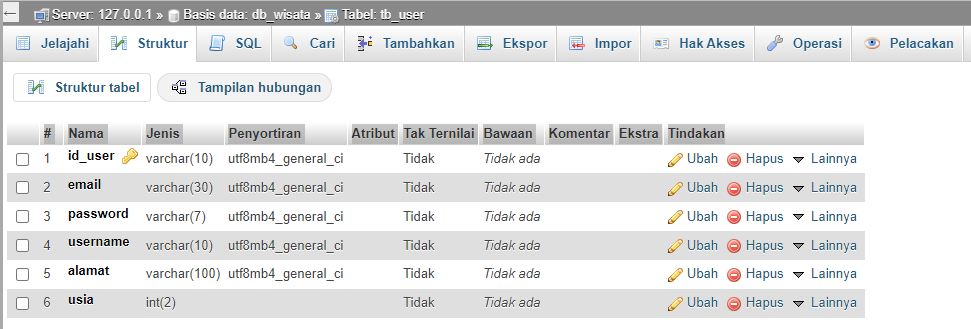 Server: 127.0.0.1 » Basis data: db_wisata » Tabel: tb_user
Jelajahi Struktur SQL Cari Tambahkan Ekspor Impor Hak Akses Operasi Pelacakan
Struktur tabel Tampilan hubungan
# Nama Jenis Penyortiran Atribut Tak Ternilai Bawaan Komentar Ekstra Tindakan
1 id_user varchar(10) utf8mb4_general_ci Tidak Tidak ada Ubah Hapus Lainnya
2 email varchar(30) utf8mb4_general_ci Tidak Tidak ada Ubah Hapus Lainnya
3 password varchar(7) utf8mb4_general_ci Tidak Tidak ada Ubah Hapus Lainnya
4 username varchar(10) utf8mb4_general_ci Tidak Tidak ada Ubah Hapus Lainnya
5 alamat varchar(100) utf8mb4_general_ci Tidak Tidak ada Ubah Hapus Lainnya
6 usia int(2) Tidak Tidak ada Ubah Hapus Lainnya